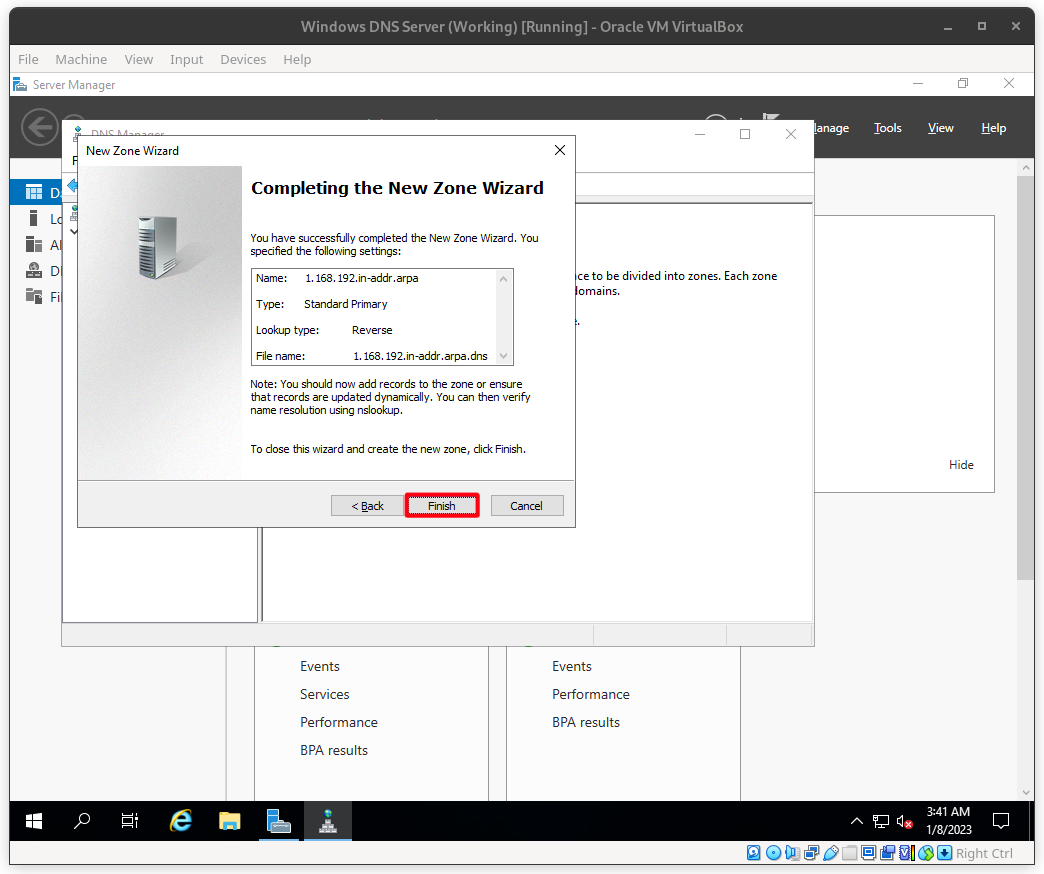 Windows DNS Server (Working) [Running] - Oracle VM VirtualBox
File Machine View Input Devices Help
Server Manager
DNS Manager
anage Tools View Help
New Zone Wizard
Completing the New Zone Wizard
You have successfully completed the New Zone Wizard. You
specified the following settings:
Name: 1.168.192.in-addr.arpa
Type: Standard Primary
Lookup type: Reverse
File name: 1.168.192.in-addr.arpa.dns
Note: You should now add records to the zone or ensure
that records are updated dynamically. You can then verify
name resolution using nslookup.
To close this wizard and create the new zone, click Finish.
< Back Finish Cancel
D
Lo
Al
Di
Fi
ce to be divided into zones. Each zone
domains.
e.
Hide
Events
Services
Performance
BPA results
Events
Performance
BPA results
3:41 AM
1/8/2023
Right Ctrl